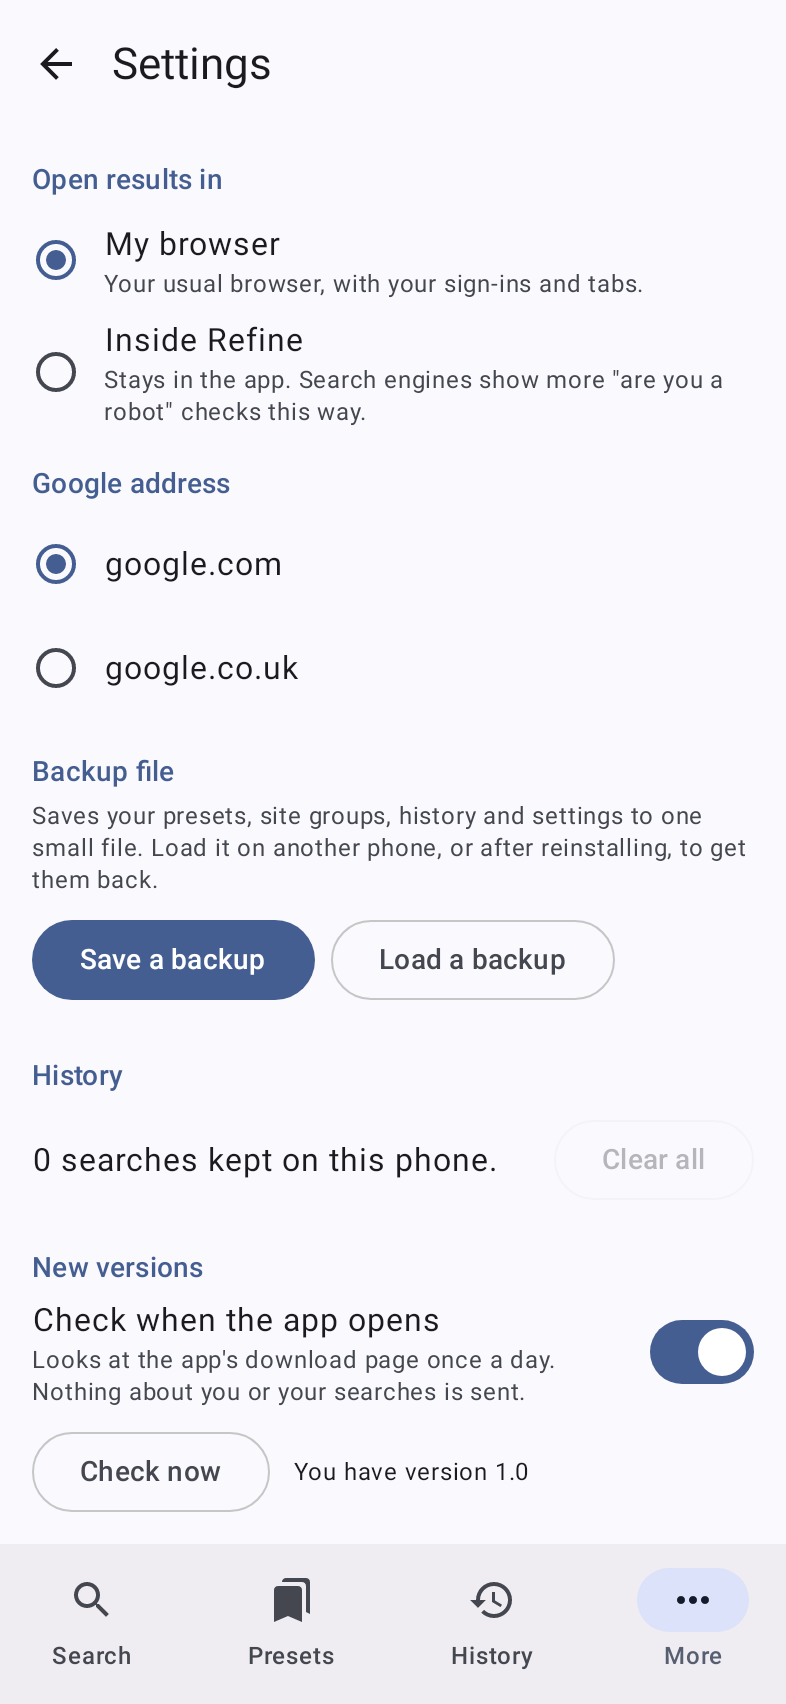 Settings
Open results in
My browser
Your usual browser, with your sign-ins and tabs.
Inside Refine
Stays in the app. Search engines show more "are you a
robot" checks this way.
Google address
google.com
google.co.uk
Backup file
Saves your presets, site groups, history and settings to one
small file. Load it on another phone, or after reinstalling, to get
them back.
Save a backup
Load a backup
History
0 searches kept on this phone.
Clear all
New versions
Check when the app opens
Looks at the app's download page once a day.
Nothing about you or your searches is sent.
Check now
You have version 1.0
Search
Presets
History
More